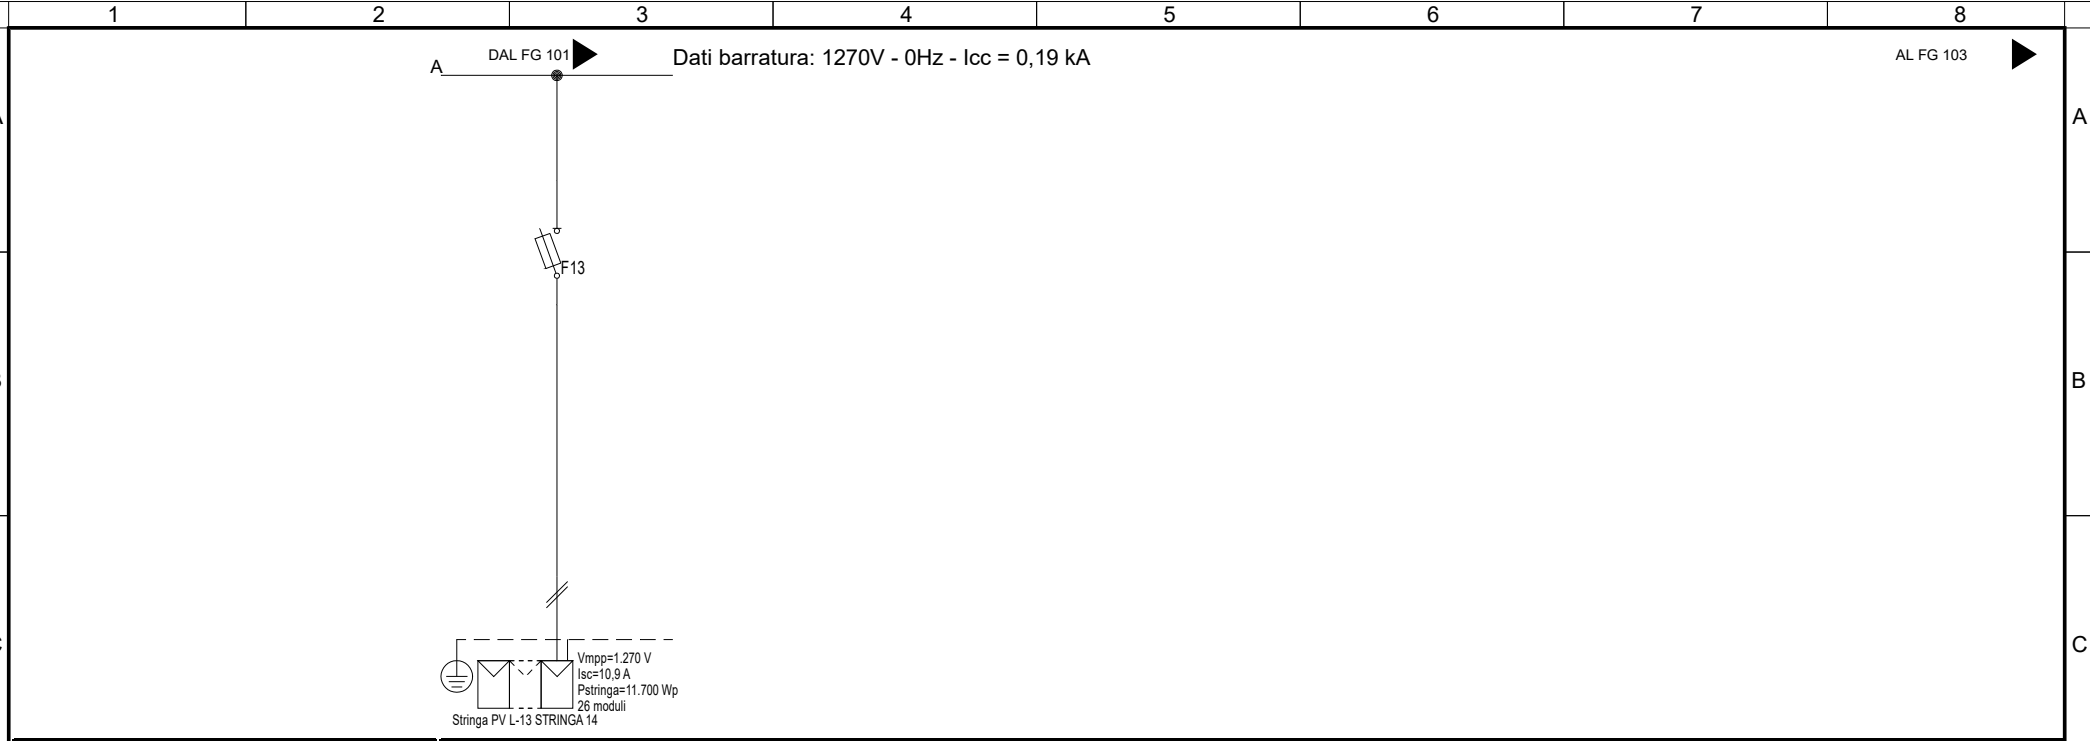 1 2 3 4 5 6 7 8
DAL FG 101
Dati barratura: 1270V - 0Hz - Icc = 0,19 kA
AL FG 103
A
A
F13
B
C
Vmpp=1.270 V
Isc=10,9 A
Pstringa=11.700 Wp
26 moduli
Stringa PV L-13 STRINGA 14